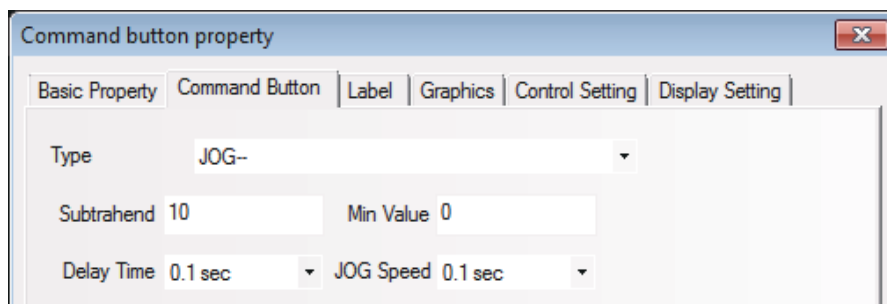 Command button property
Basic Property Command Button Label Graphics Control Setting Display Setting
Type JOG--
Subtrahend 10 Min Value 0
Delay Time 0.1 sec JOG Speed 0.1 sec